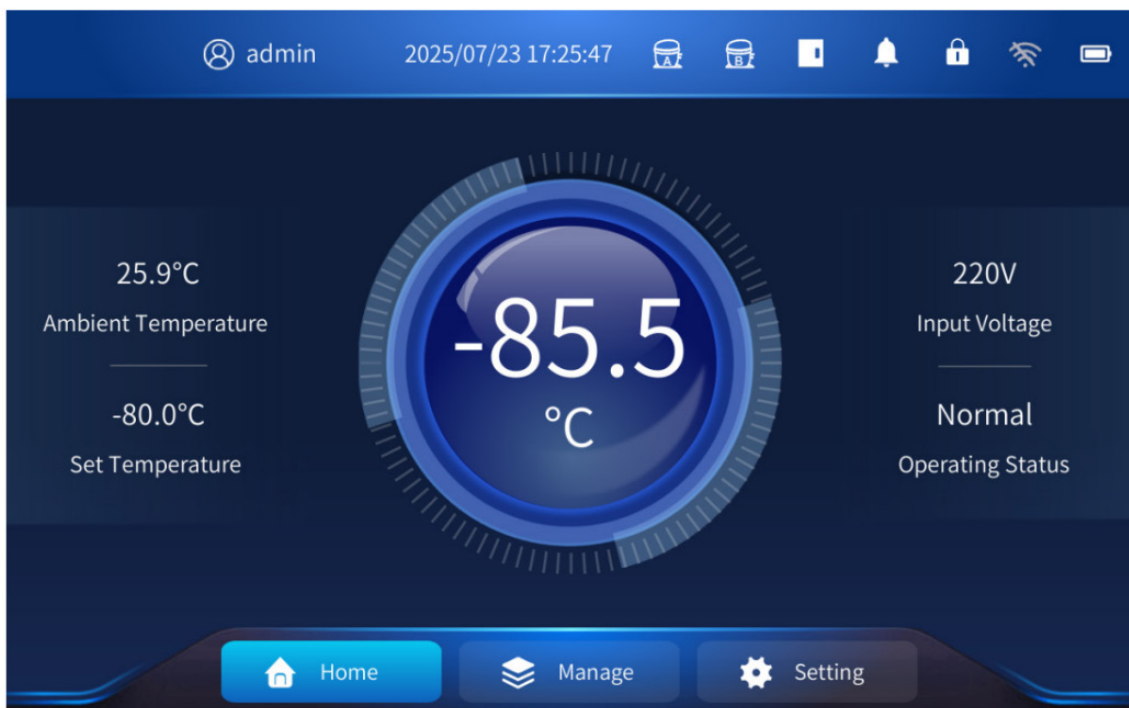 admin
2025/07/23 17:25:47
A
B
25.9°C
Ambient Temperature
-80.0°C
Set Temperature
-85.5
°C
220V
Input Voltage
Normal
Operating Status
Home
Manage
Setting